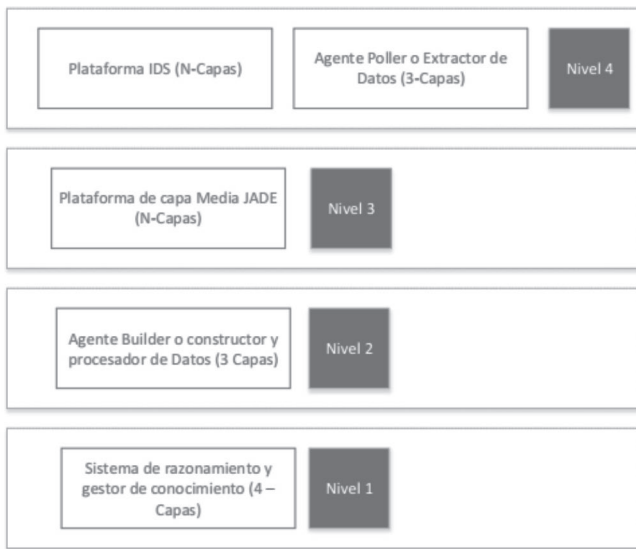 Plataforma IDS (N-Capas)
Agente Poller o Extractor de
Datos (3-Capas)
Nivel 4
Plataforma de capa Media JADE
(N-Capas)
Nivel 3
Agente Builder o constructor y
procesador de Datos (3 Capas)
Nivel 2
Sistema de razonamiento y
gestor de conocimiento (4 –
Capas)
Nivel 1